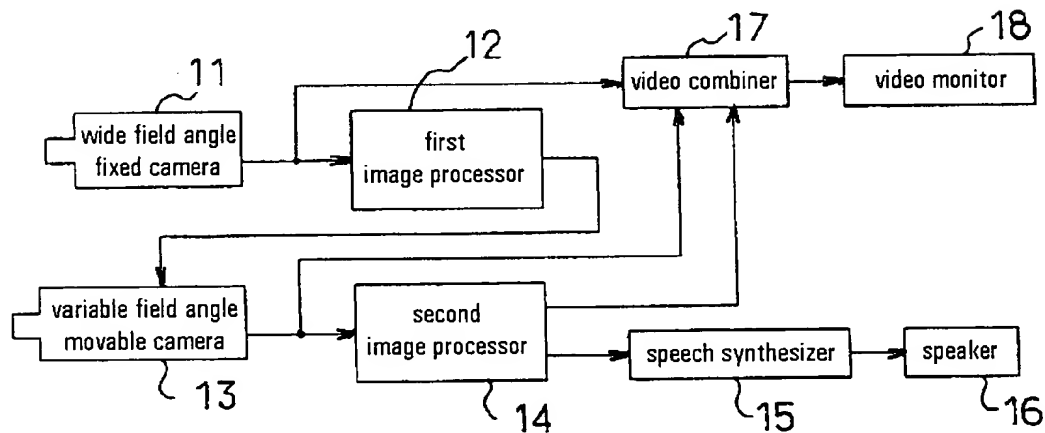 17
18
12
11
video combiner
video monitor
wide field angle
fixed camera
first
image processor
variable field angle
movable camera
second
image processor
speech synthesizer
speaker
13
14
15
16